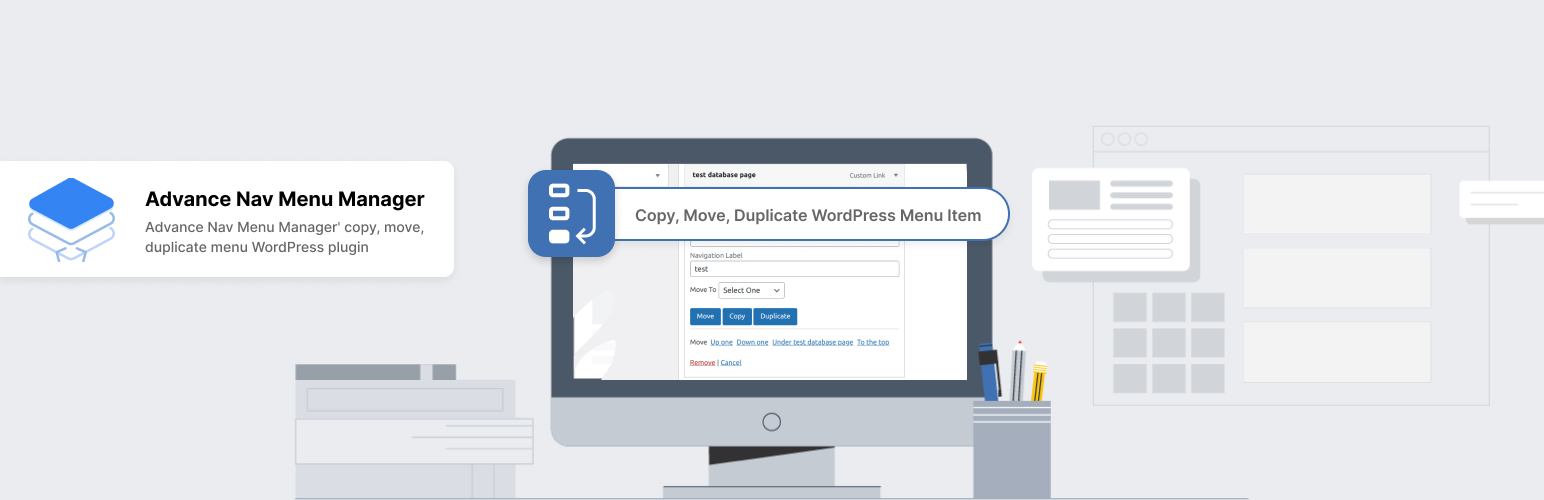 Advance Nav Menu Manager
Advance Nav Menu Manager' copy, move,
duplicate menu WordPress plugin
test database page
Custom Link
Copy, Move, Duplicate WordPress Menu Item
Navigation Label
test
Move To Select One
Move Copy Duplicate
Move Up one Down one Under test database page To the top
Remove | Cancel